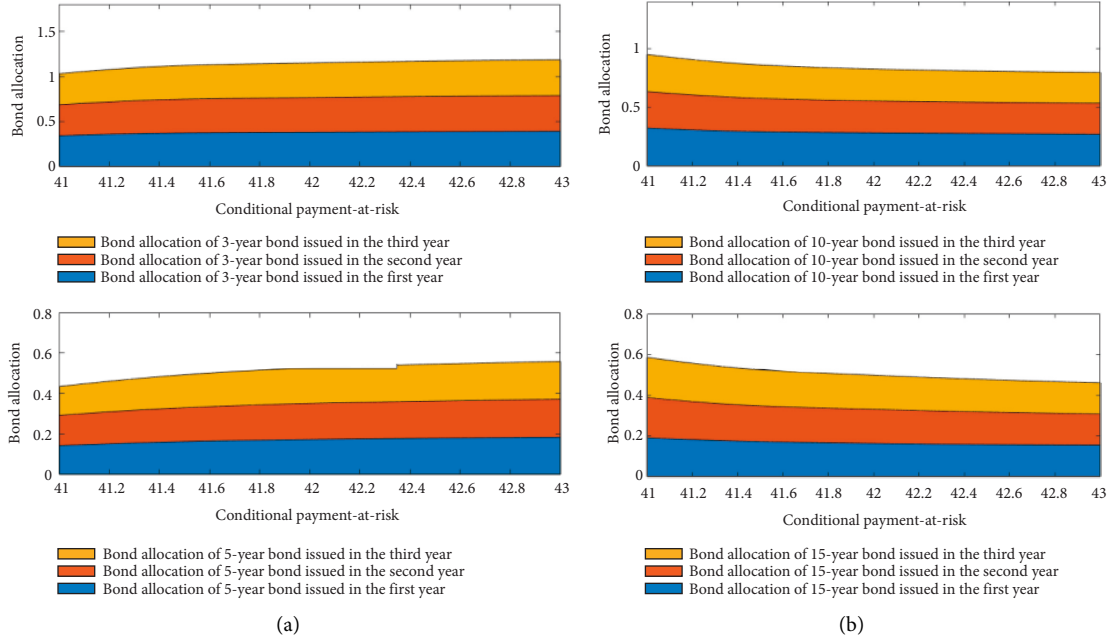 Bond allocation
1.5
1
0.5
0
41 41.2 41.4 41.6 41.8 42 42.2 42.4 42.6 42.8 43
Conditional payment-at-risk
Bond allocation of 3-year bond issued in the third year
Bond allocation of 3-year bond issued in the second year
Bond allocation of 3-year bond issued in the first year
Bond allocation
0.8
0.6
0.4
0.2
0
41 41.2 41.4 41.6 41.8 42 42.2 42.4 42.6 42.8 43
Conditional payment-at-risk
Bond allocation of 5-year bond issued in the third year
Bond allocation of 5-year bond issued in the second year
Bond allocation of 5-year bond issued in the first year
(a)
Bond allocation
1
0.5
0
41 41.2 41.4 41.6 41.8 42 42.2 42.4 42.6 42.8 43
Conditional payment-at-risk
Bond allocation of 10-year bond issued in the third year
Bond allocation of 10-year bond issued in the second year
Bond allocation of 10-year bond issued in the first year
Bond allocation
0.8
0.6
0.4
0.2
0
41 41.2 41.4 41.6 41.8 42 42.2 42.4 42.6 42.8 43
Conditional payment-at-risk
Bond allocation of 15-year bond issued in the third year
Bond allocation of 15-year bond issued in the second year
Bond allocation of 15-year bond issued in the first year
(b)